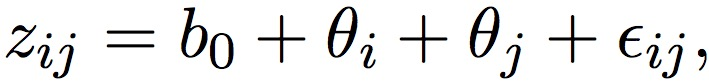 z_{ij} = b_0 + θ_i + θ_j + ϵ_{ij},